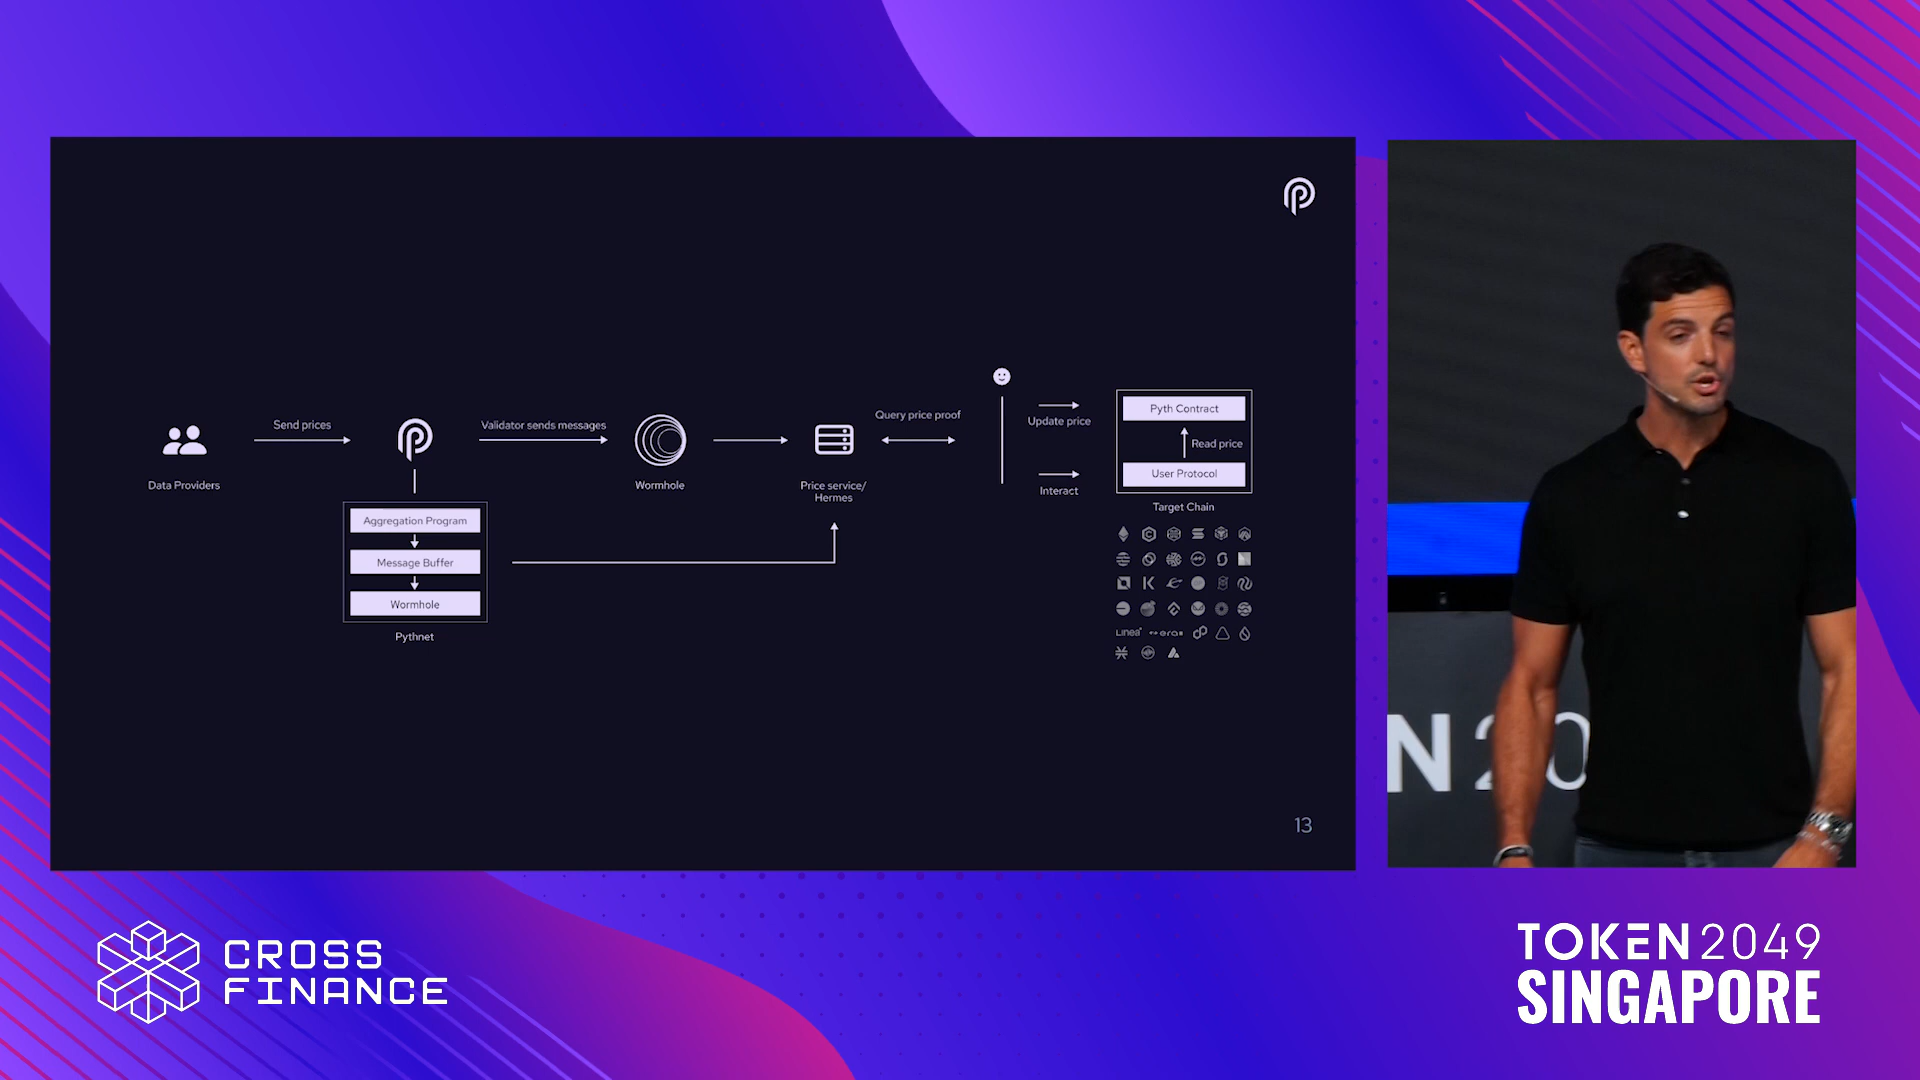 Send prices
Data Providers
Validator sends messages
Wormhole
Price service/
Hermes
Query price proof
Update price
Interact
Pyth Contract
Read price
User Protocol
Target Chain
Linea
era
Aggregation Program
Message Buffer
Wormhole
Pythnet
13
N 20
CROSS
FINANCE
TOKEN2049
SINGAPORE